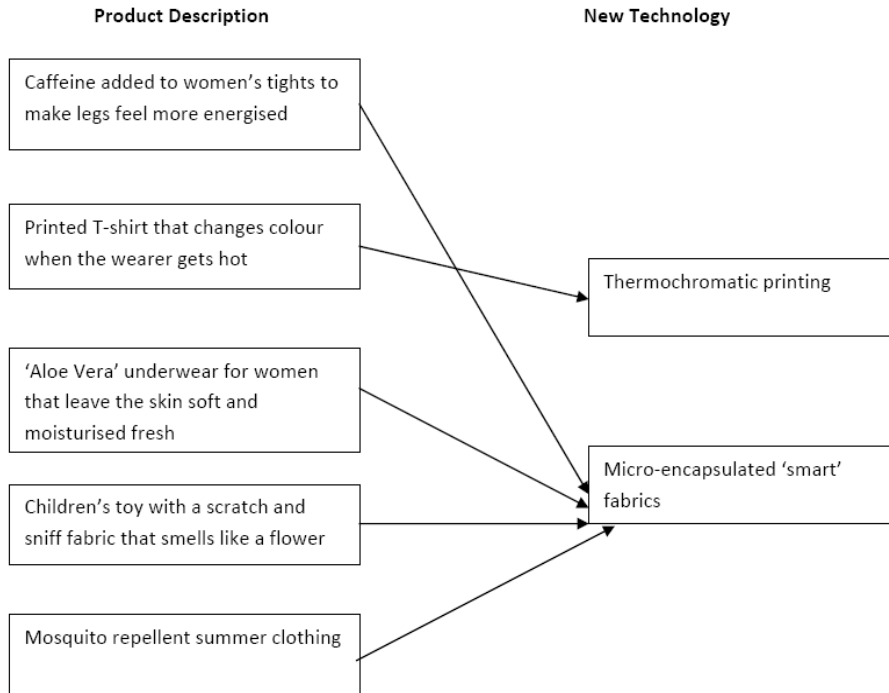 Product Description
New Technology
Caffeine added to women’s tights to
make legs feel more energised
Printed T-shirt that changes colour
when the wearer gets hot
Thermochromatic printing
‘Aloe Vera’ underwear for women
that leave the skin soft and
moisturised fresh
Micro-encapsulated ‘smart’
fabrics
Children’s toy with a scratch and
sniff fabric that smells like a flower
Mosquito repellent summer clothing